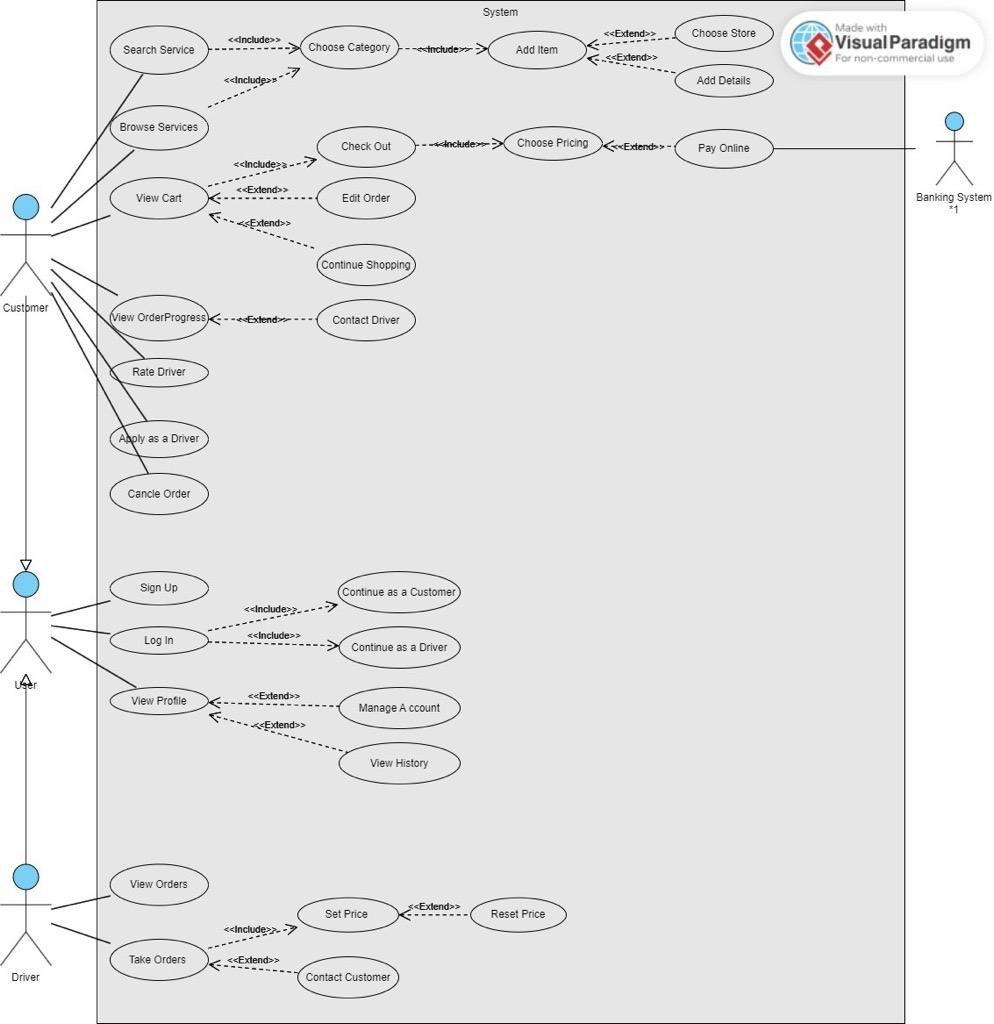 System
Made with
Visual Paradigm
For non-commercial use
Search Service
<<Include>>
Choose Category
<<Include>>
Add Item
<<Extend>>
Choose Store
<<Extend>>
Add Details
<<Include>>
Browse Services
Check Out
<<Include>>
Choose Pricing
<<Extend>>
Pay Online
Banking System
*1
<<Include>>
View Cart
<<Extend>>
Edit Order
<<Extend>>
Continue Shopping
Customer
View OrderProgress
<<Extend>>
Contact Driver
Rate Driver
Apply as a Driver
Cancle Order
Sign Up
Continue as a Customer
<<Include>>
Log In
<<Include>>
Continue as a Driver
User
View Profile
<<Extend>>
Manage A ccount
<<Extend>>
View History
View Orders
Set Price
<<Extend>>
Reset Price
<<Include>>
Take Orders
<<Extend>>
Contact Customer
Driver